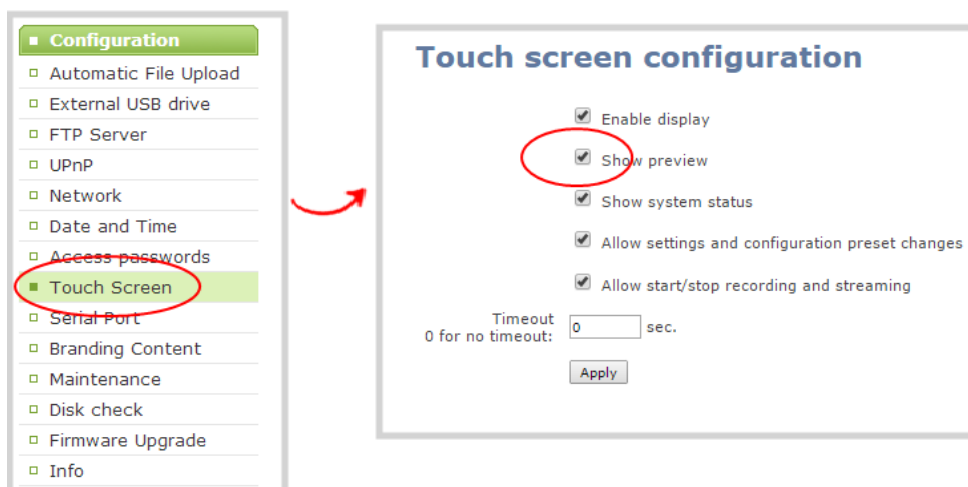 Configuration
Automatic File Upload
External USB drive
FTP Server
UPnP
Network
Date and Time
Access passwords
Touch Screen
Serial Port
Branding Content
Maintenance
Disk check
Firmware Upgrade
Info
Touch screen configuration
Enable display
Show preview
Show system status
Allow settings and configuration preset changes
Allow start/stop recording and streaming
Timeout
0 for no timeout: 0 sec.
Apply